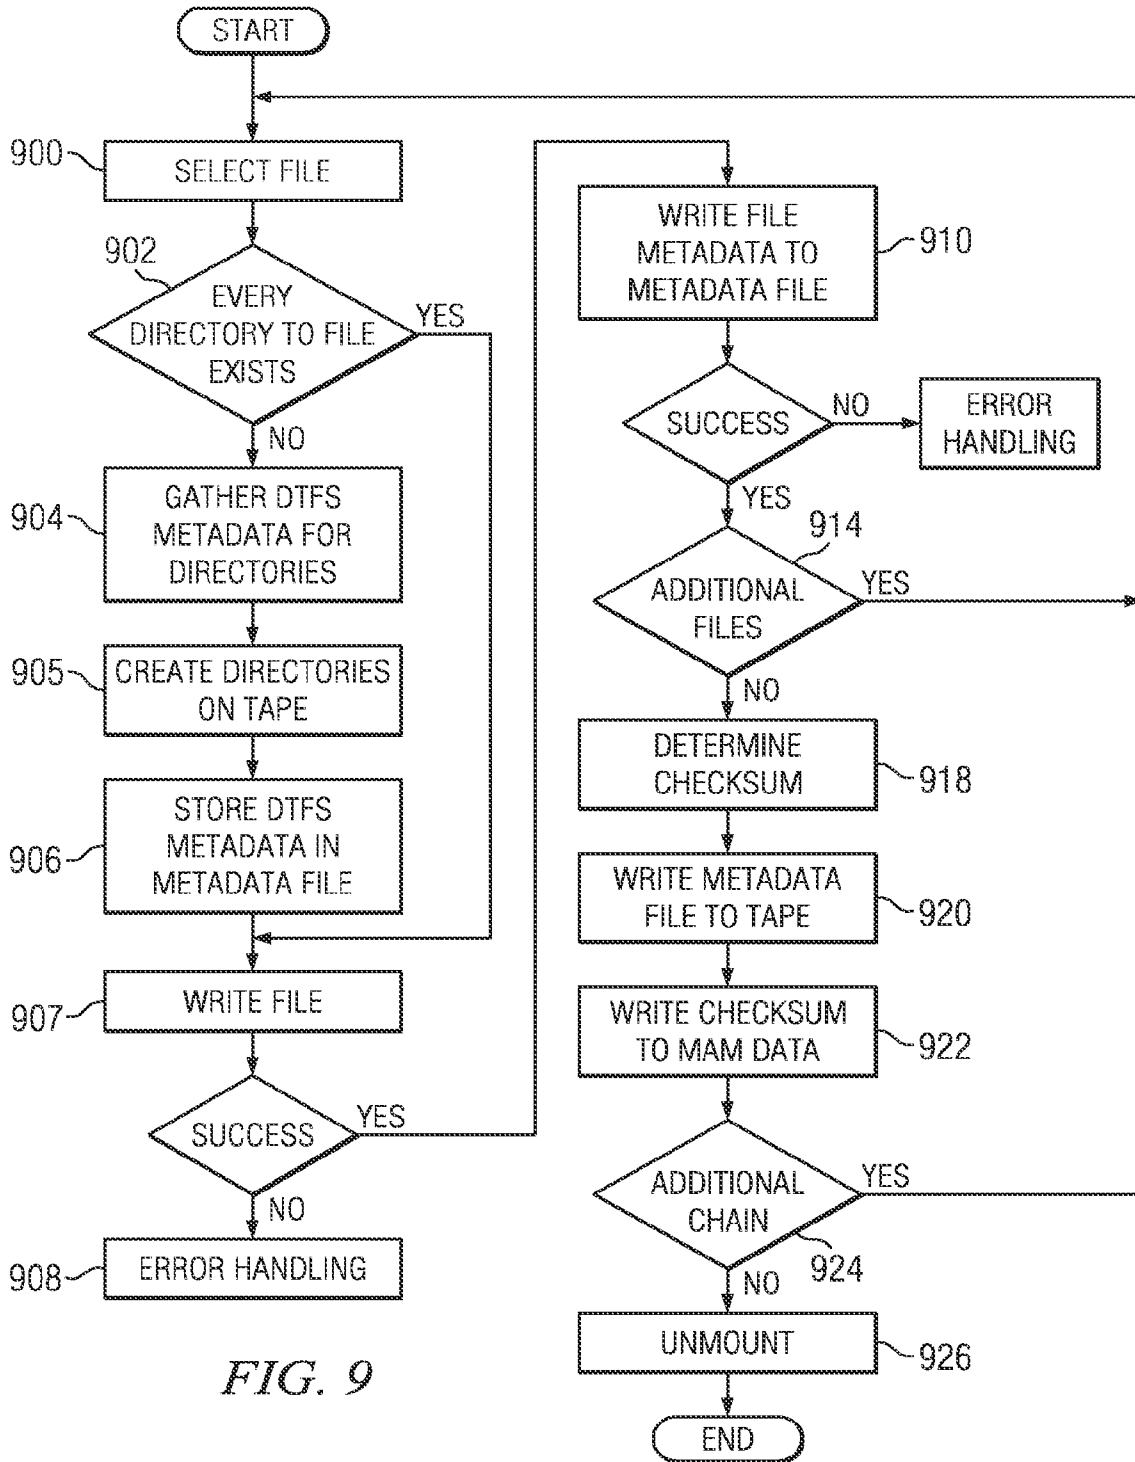 START
900
SELECT FILE
902
EVERY
DIRECTORY TO FILE
EXISTS
YES
NO
904
GATHER DTFS
METADATA FOR
DIRECTORIES
905
CREATE DIRECTORIES
ON TAPE
906
STORE DTFS
METADATA IN
METADATA FILE
907
WRITE FILE
SUCCESS
YES
NO
908
ERROR HANDLING
FIG. 9
WRITE FILE
METADATA TO
METADATA FILE
910
SUCCESS
NO
ERROR
HANDLING
YES
914
ADDITIONAL
FILES
YES
NO
DETERMINE
CHECKSUM
918
WRITE METADATA
FILE TO TAPE
920
WRITE CHECKSUM
TO MAM DATA
922
ADDITIONAL
CHAIN
YES
924
NO
UNMOUNT
926
END